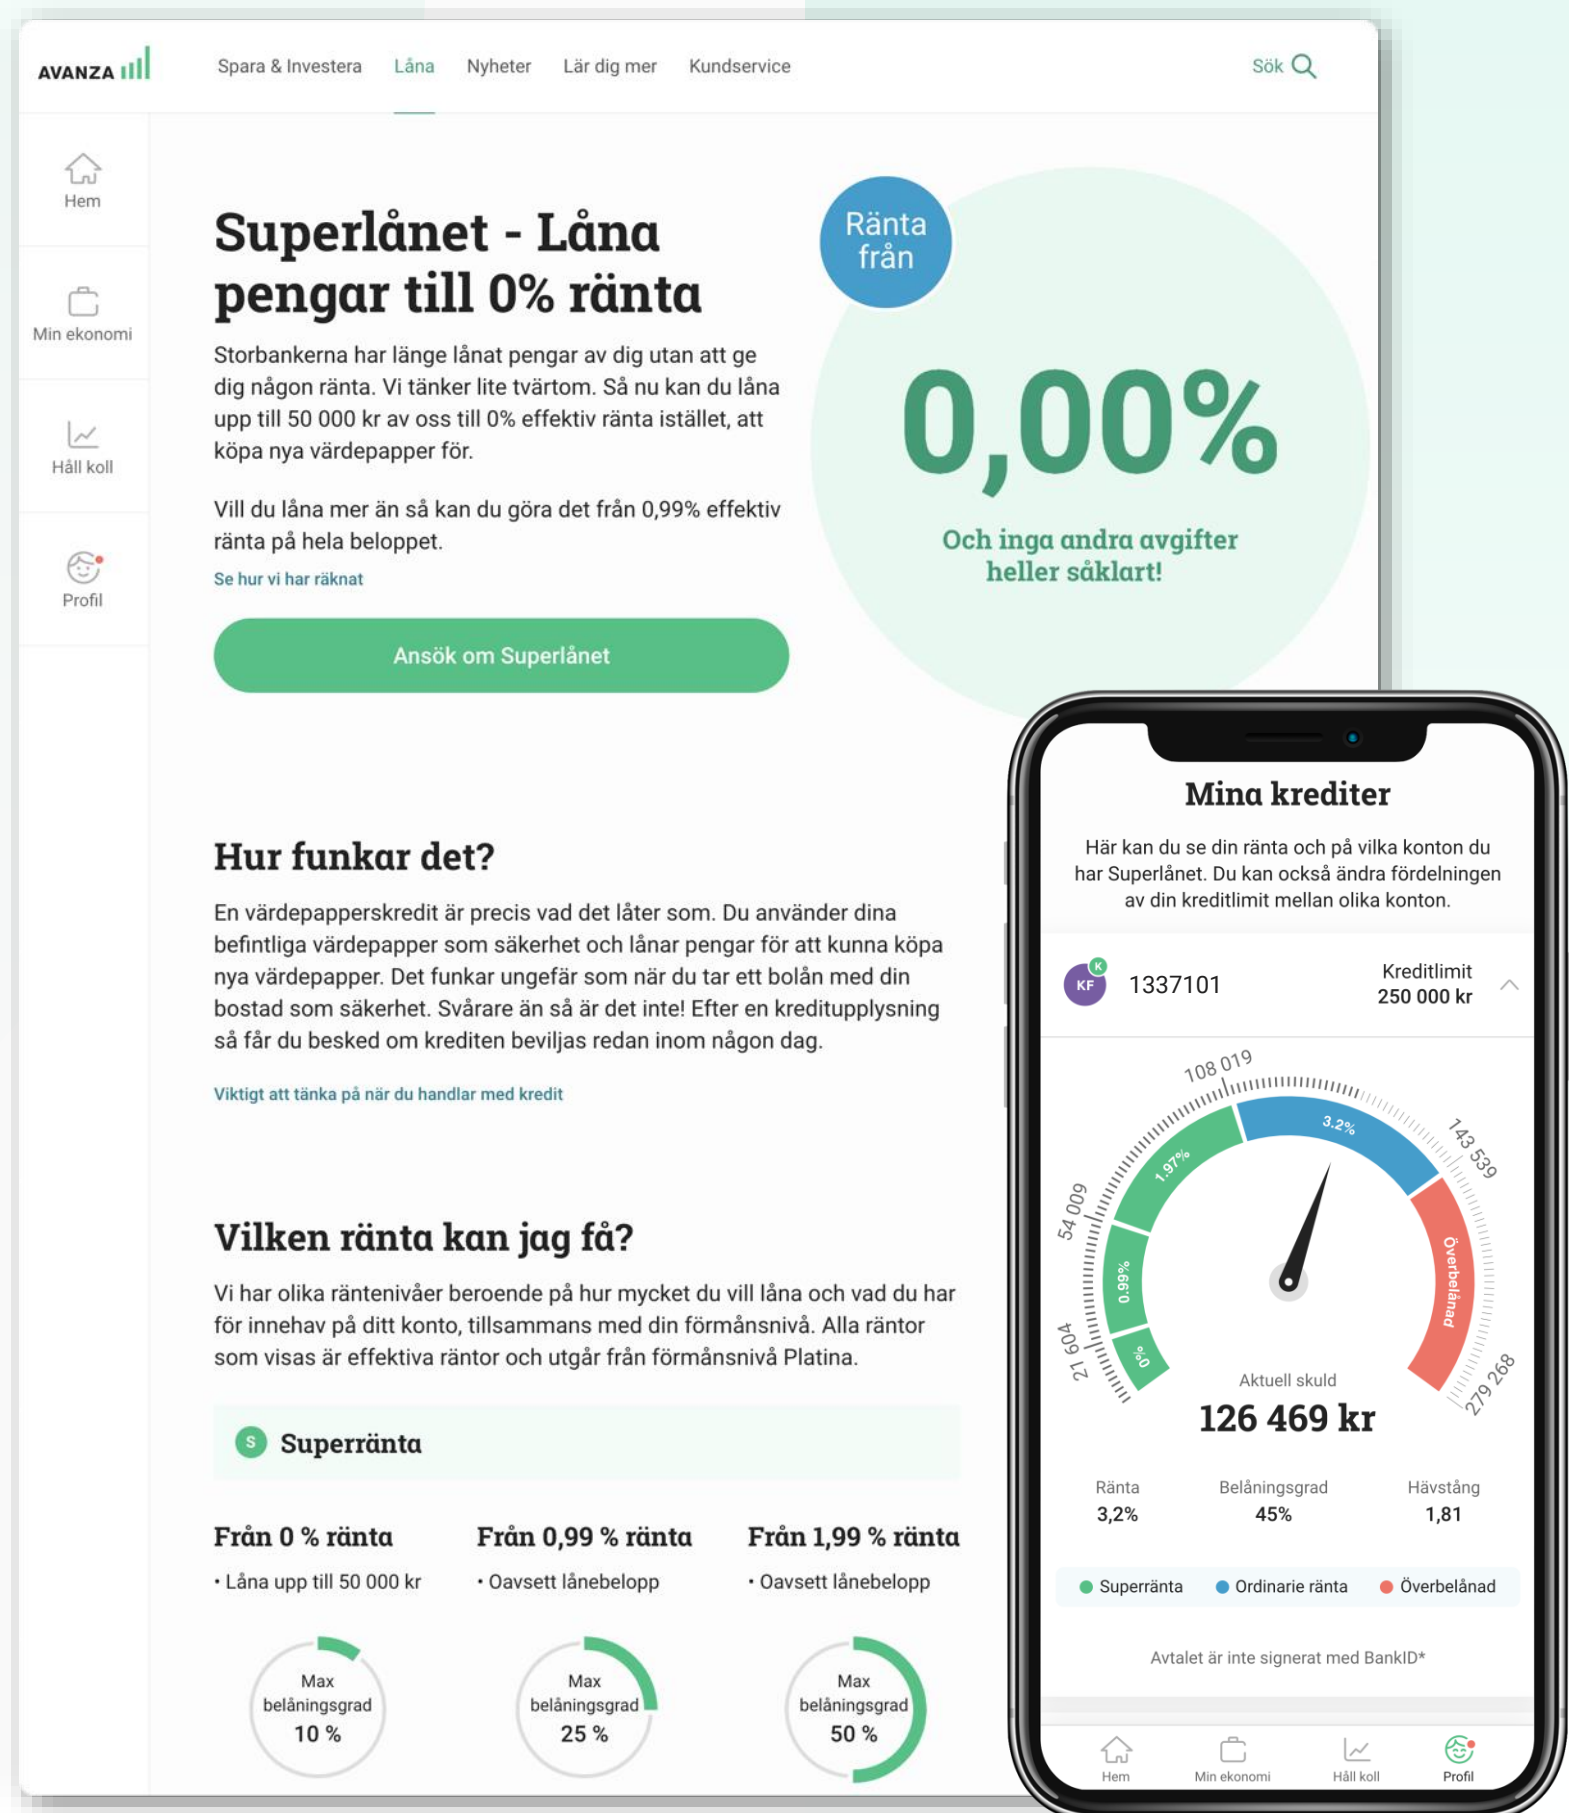 AVANZA
Spara & Investera Låna Nyheter Lär dig mer Kundservice
Sök
Hem
Min ekonomi
Håll koll
Profil
Superlånet - Låna
pengar till 0% ränta
Storbankerna har länge lånat pengar av dig utan att ge
dig någon ränta. Vi tänker lite tvärtom. Så nu kan du låna
upp till 50 000 kr av oss till 0% effektiv ränta istället, att
köpa nya värdepapper för.
Vill du låna mer än så kan du göra det från 0,99% effektiv
ränta på hela beloppet.
Se hur vi har räknat
Ansök om Superlånet
Ränta
från
0,00%
Och inga andra avgifter
heller såklart!
Hur funkar det?
En värdepapperskredit är precis vad det låter som. Du använder dina
befintliga värdepapper som säkerhet och lånar pengar för att kunna köpa
nya värdepapper. Det funkar ungefär som när du tar ett bolån med din
bostad som säkerhet. Svårare än så är det inte! Efter en kreditupplysning
så får du besked om krediten beviljas redan inom någon dag.
Viktigt att tänka på när du handlar med kredit
Vilken ränta kan jag få?
Vi har olika räntenivåer beroende på hur mycket du vill låna och vad du har
för innehav på ditt konto, tillsammans med din förmånsnivå. Alla räntor
som visas är effektiva räntor och utgår från förmånsnivå Platina.
S Superränta
Från 0 % ränta
• Låna upp till 50 000 kr
Max
belåningsgrad
10 %
Från 0,99 % ränta
• Oavsett lånebelopp
Max
belåningsgrad
25 %
Från 1,99 % ränta
• Oavsett lånebelopp
Max
belåningsgrad
50 %
Mina krediter
Här kan du se din ränta och på vilka konton du
har Superlånet. Du kan också ändra fördelningen
av din kreditlimit mellan olika konton.
KF K 1337101
Kreditlimit
250 000 kr
21 604
54 009
108 019
143 539
279 268
0%
0.99%
1.97%
3.2%
Överbelånad
Aktuell skuld
126 469 kr
Ränta
3,2%
Belåningsgrad
45%
Hävstång
1,81
Superränta Ordinarie ränta Överbelånad
Avtalet är inte signerat med BankID*
Hem Min ekonomi Håll koll Profil